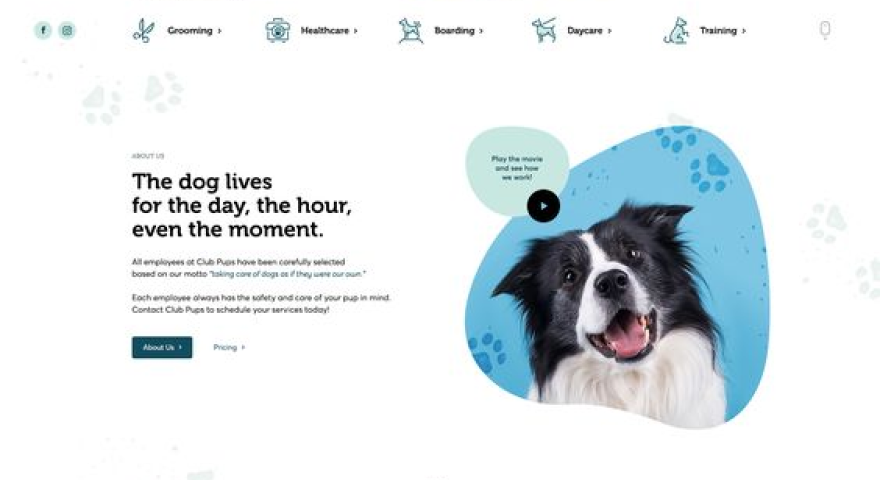 Grooming
Healthcare
Boarding
Daycare
Training
ABOUT US
The dog lives
for the day, the hour,
even the moment.
All employees at Club Pups have been carefully selected
based on our motto "taking care of dogs as if they were our own."
Each employee always has the safety and care of your pup in mind.
Contact Club Pups to schedule your services today!
About Us
Pricing
Play the movie
and see how
we work!